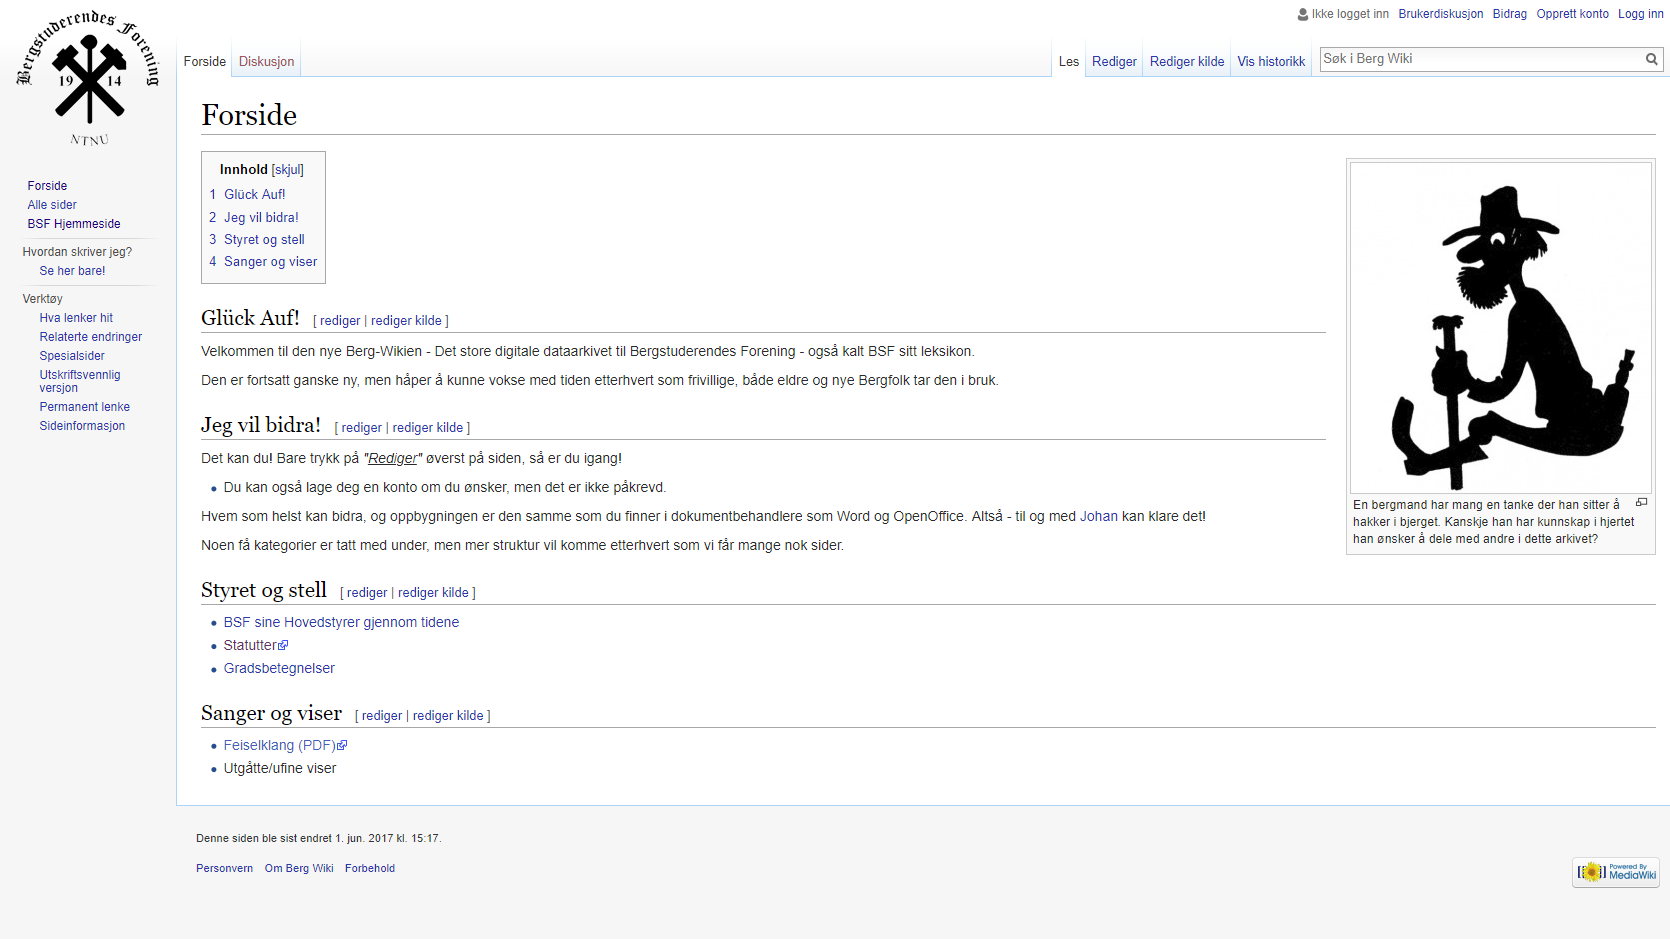 Bergstuderendes Forening
19 14
NTNU
Ikke logget inn Brukerdiskusjon Bidrag Opprett konto Logg inn
Forside Diskusjon Les Rediger Rediger kilde Vis historikk Søk i Berg Wiki
Forside
Alle sider
BSF Hjemmeside
Hvordan skriver jeg?
Se her bare!
Verktøy
Hva lenker hit
Relaterte endringer
Spesialsider
Utskriftsvennlig
versjon
Permanent lenke
Sideinformasjon
Forside
Innhold [skjul]
1 Glück Auf!
2 Jeg vil bidra!
3 Styret og stell
4 Sanger og viser
Glück Auf! [ rediger | rediger kilde ]
Velkommen til den nye Berg-Wikien - Det store digitale dataarkivet til Bergstuderendes Forening - også kalt BSF sitt leksikon.
Den er fortsatt ganske ny, men håper å kunne vokse med tiden etterhvert som frivillige, både eldre og nye Bergfolk tar den i bruk.
Jeg vil bidra! [ rediger | rediger kilde ]
Det kan du! Bare trykk på "Rediger" øverst på siden, så er du igang!
• Du kan også lage deg en konto om du ønsker, men det er ikke påkrevd.
Hvem som helst kan bidra, og oppbygningen er den samme som du finner i dokumentbehandlere som Word og OpenOffice. Altså - til og med Johan kan klare det!
Noen få kategorier er tatt med under, men mer struktur vil komme etterhvert som vi får mange nok sider.
En bergmand har mang en tanke der han sitter å
hakker i bjerget. Kanskje han har kunnskap i hjertet
han ønsker å dele med andre i dette arkivet?
Styret og stell [ rediger | rediger kilde ]
• BSF sine Hovedstyrer gjennom tidene
• Statutter
• Gradsbetegnelser
Sanger og viser [ rediger | rediger kilde ]
• Feiselklang (PDF)
• Utgåtte/ufine viser
Denne siden ble sist endret 1. jun. 2017 kl. 15:17.
Personvern Om Berg Wiki Forbehold
Powered By
MediaWiki